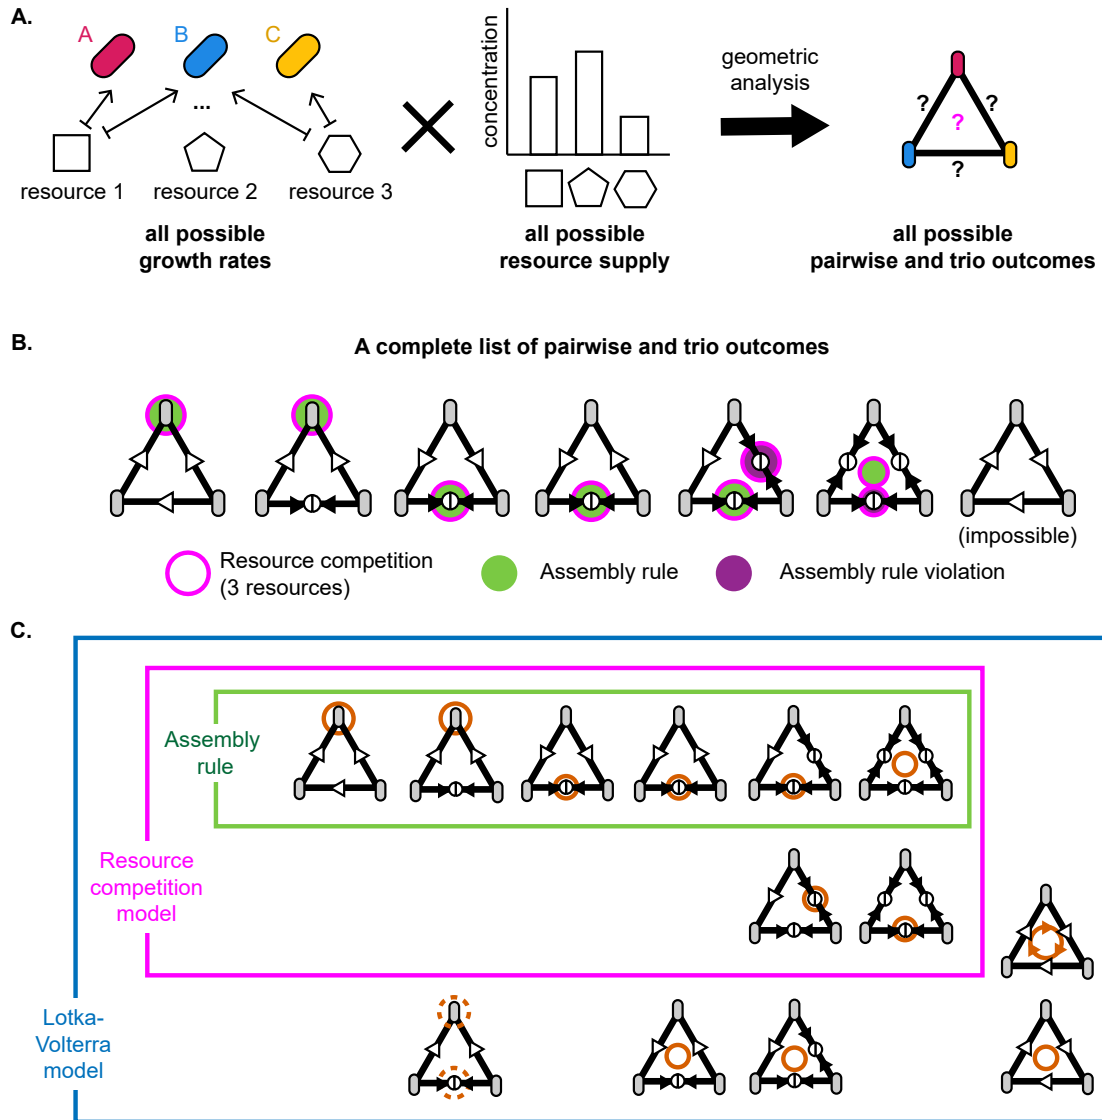 A.
A
B
C
...
resource 1
resource 2
resource 3
all possible
growth rates
concentration
all possible
resource supply
geometric
analysis
?
?
?
?
all possible
pairwise and trio outcomes
B.
A complete list of pairwise and trio outcomes
(impossible)
Resource competition
(3 resources)
Assembly rule
Assembly rule violation
C.
Assembly
rule
Resource
competition
model
Lotka-
Volterra
model